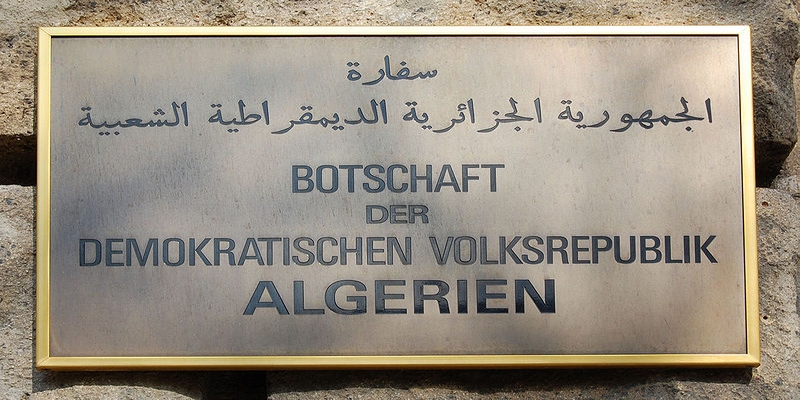 سفارة
الجمهورية الجزائرية الديمقراطية الشعبية
BOTSCHAFT
DER
DEMOKRATISCHEN VOLKSREPUBLIK
ALGERIEN